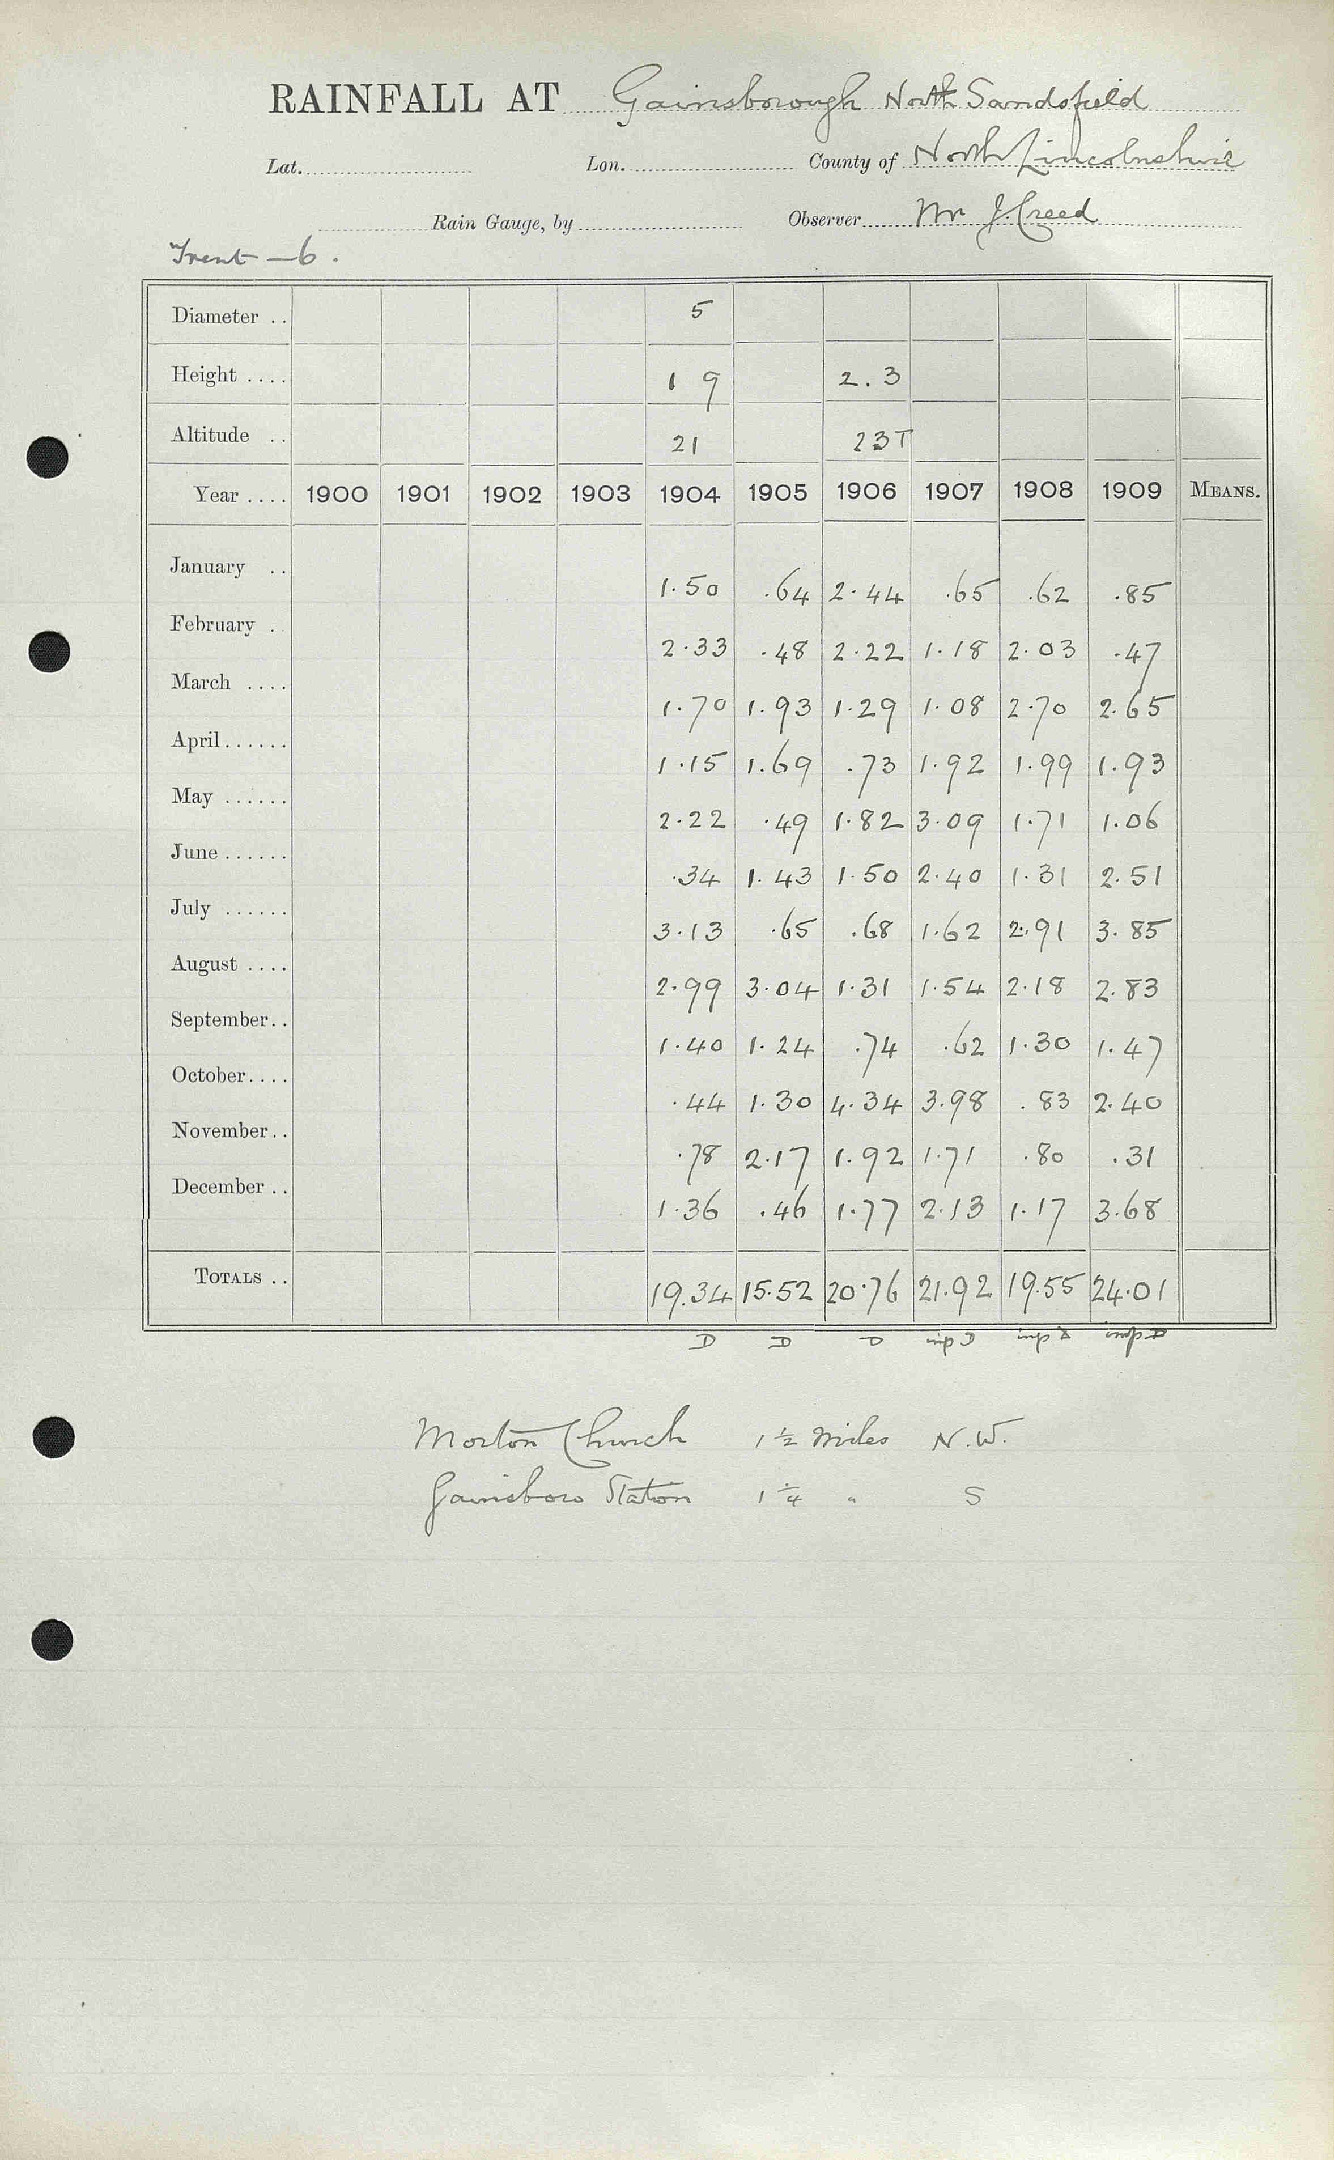 RAINFALL AT Gainsborough North Sandsfield
Lat. Lon. County of North Lincolnshire
Rain Gauge, by Observer Mr J. Creed
Trent — 6.
Diameter .. 5
Height .... 1 9 2.3
Altitude .. 21 23T
Year .... 1900 1901 1902 1903 1904 1905 1906 1907 1908 1909 MEANS.
January .. 1.50 .64 2.44 .65 .62 .85
February . 2.33 .48 2.22 1.18 2.03 .47
March .... 1.70 1.93 1.29 1.08 2.70 2.65
April...... 1.15 1.69 .73 1.92 1.99 1.93
May ...... 2.22 .49 1.82 3.09 1.71 1.06
June...... .34 1.43 1.50 2.40 1.31 2.51
July ...... 3.13 .65 .68 1.62 2.91 3.85
August .... 2.99 3.04 1.31 1.54 2.18 2.83
September.. 1.40 1.24 .74 .62 1.30 1.47
October.... .44 1.30 4.34 3.98 .83 2.40
November.. .78 2.17 1.92 1.71 .80 .31
December .. 1.36 .46 1.77 2.13 1.17 3.68
TOTALS .. 19.34 15.52 20.76 21.92 19.55 24.01
D D D inp D inp D inp D
Morton Church 1½ miles N.W.
Gainsboro Station 1¼ " S